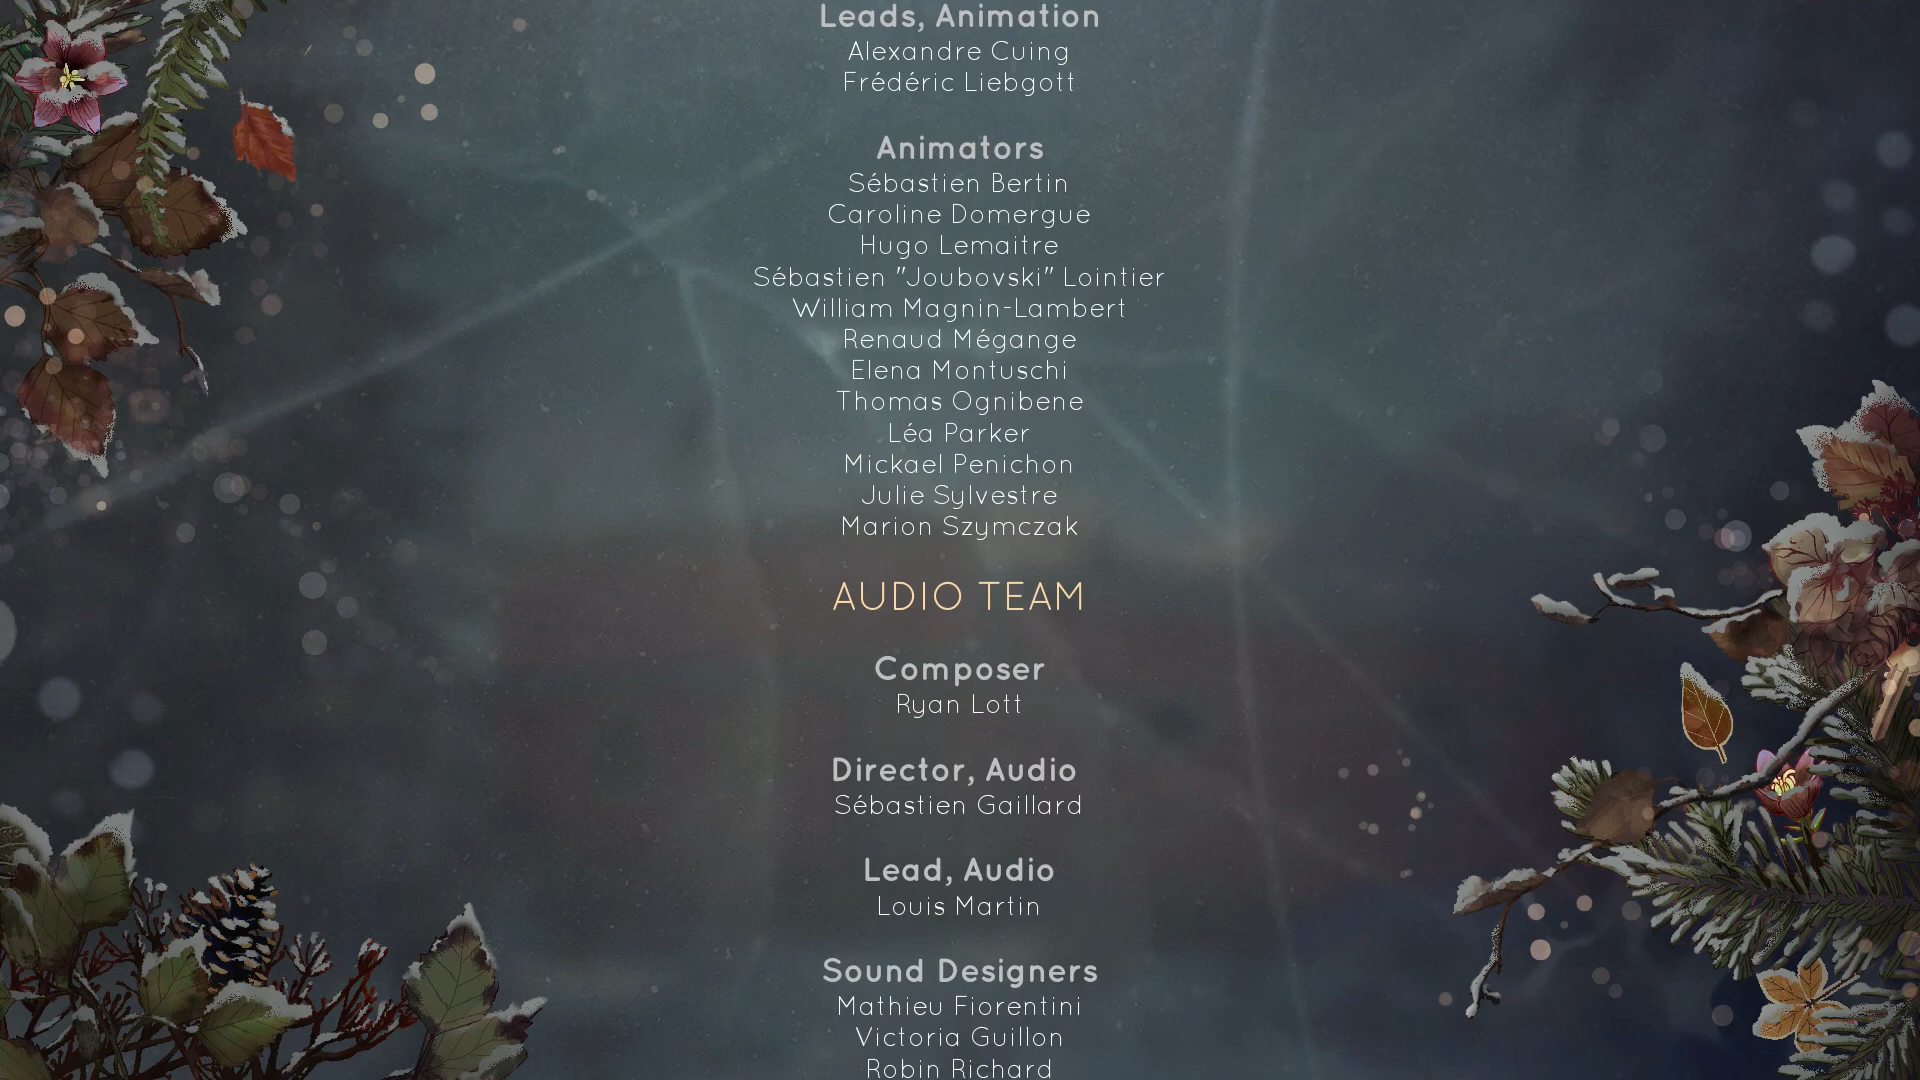 Leads, Animation
Alexandre Cuing
Frédéric Liebgott
Animators
Sébastien Bertin
Caroline Domergue
Hugo Lemaitre
Sébastien "Joubovski" Lointier
William Magnin-Lambert
Renaud Mégange
Elena Montuschi
Thomas Ognibene
Léa Parker
Mickael Penichon
Julie Sylvestre
Marion Szymczak
AUDIO TEAM
Composer
Ryan Lott
Director, Audio
Sébastien Gaillard
Lead, Audio
Louis Martin
Sound Designers
Mathieu Fiorentini
Victoria Guillon
Robin Richard